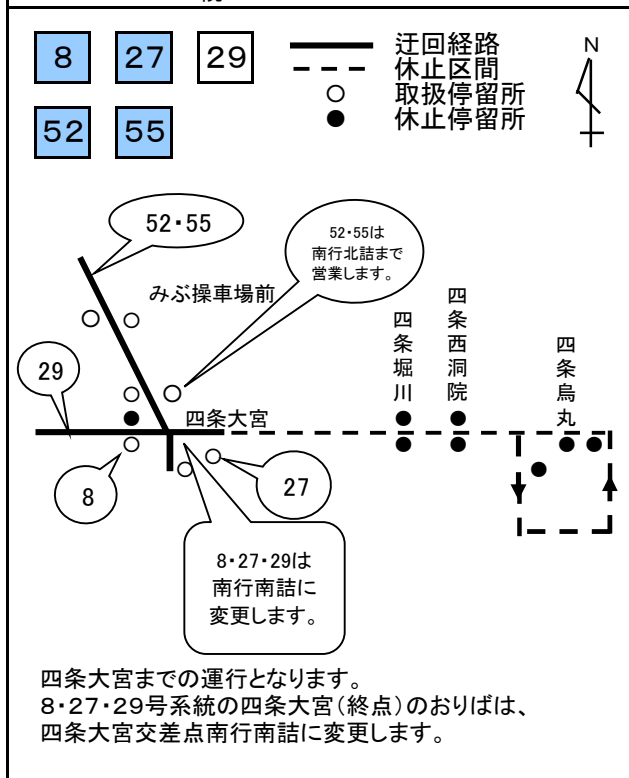 8 27 29
52 55
迂回経路
休止区間
取扱停留所
休止停留所
N
52・55
52・55は
南行北詰まで
営業します。
みぶ操車場前
四条堀川
四条西洞院
四条烏丸
29
四条大宮
8
27
8・27・29は
南行南詰に
変更します。
四条大宮までの運行となります。
8・27・29号系統の四条大宮(終点)のおりばは、
四条大宮交差点南行南詰に変更します。